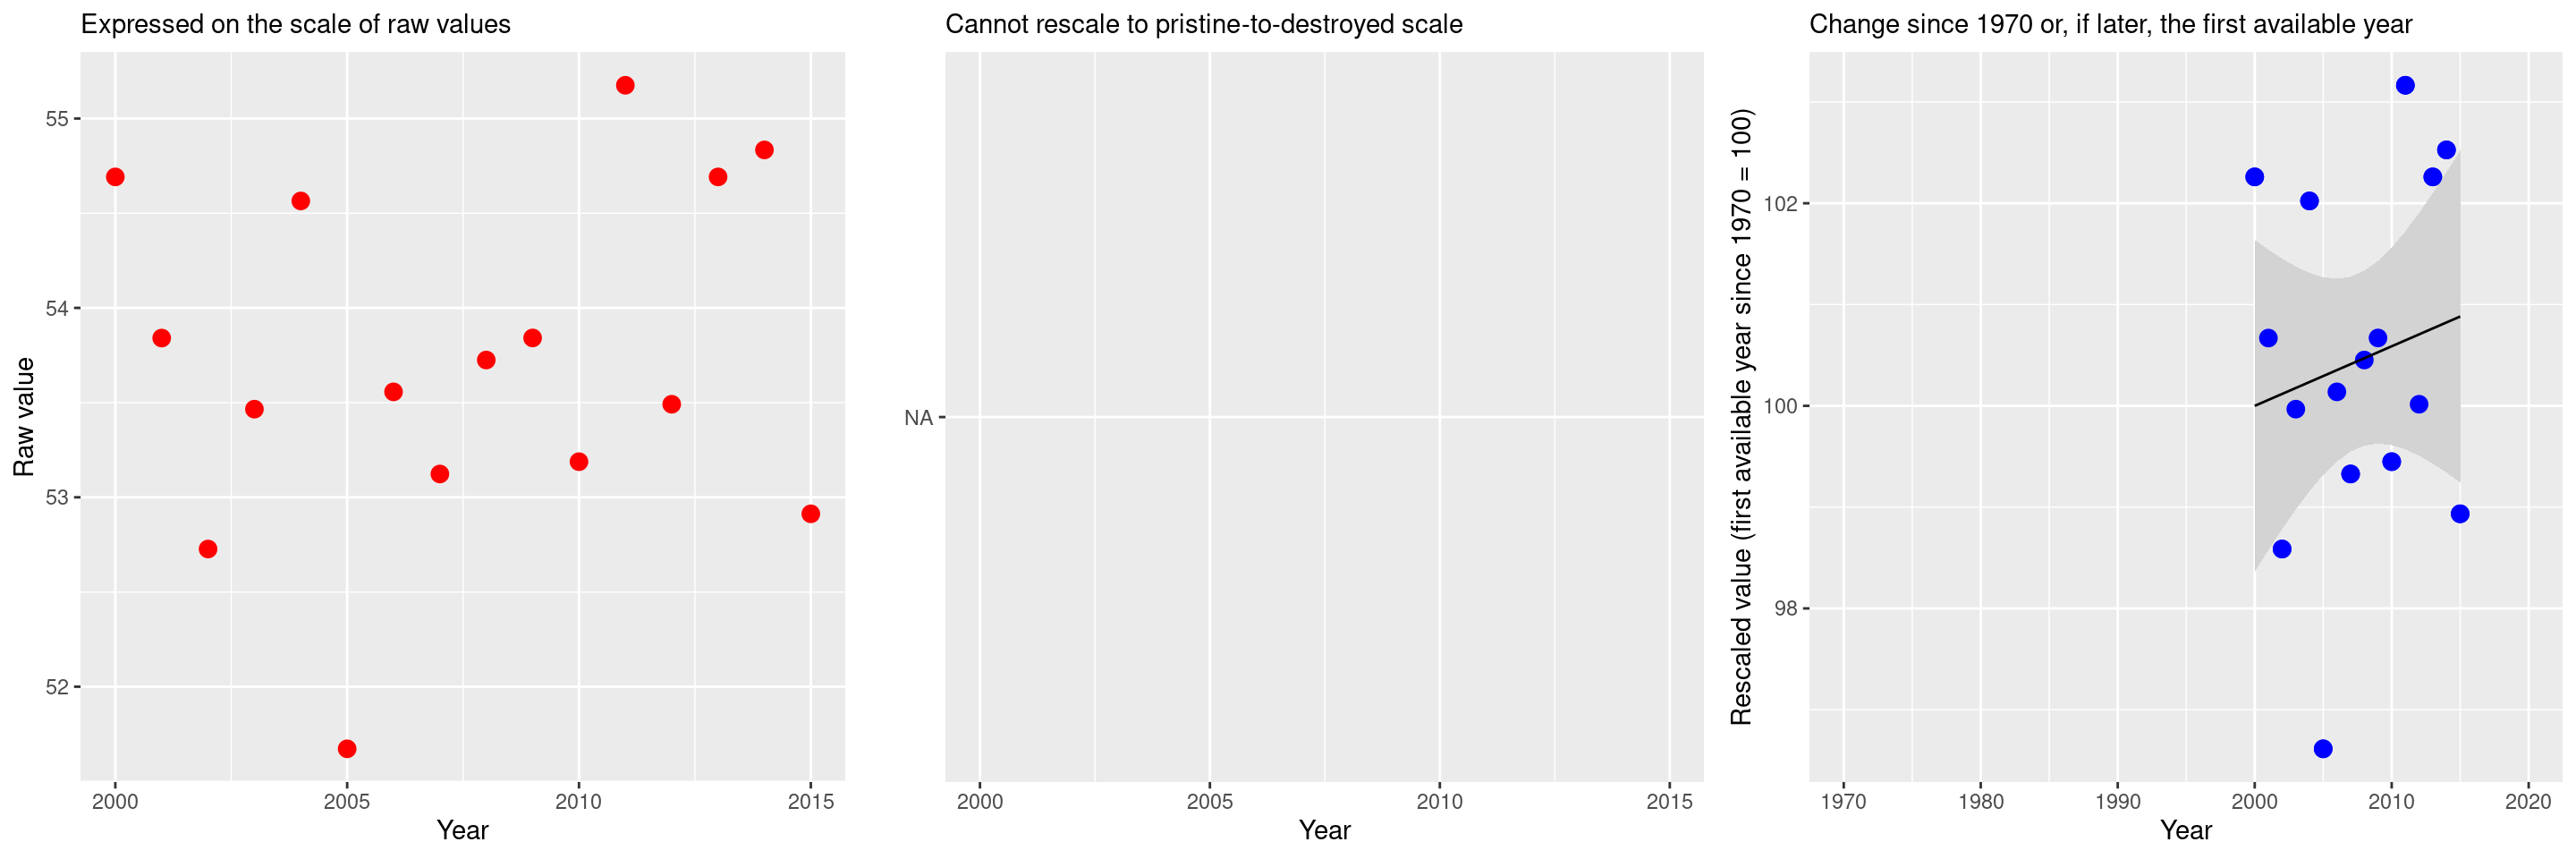 Expressed on the scale of raw values
Raw value
55
54
53
52
2000
2005
2010
2015
Year
Cannot rescale to pristine-to-destroyed scale
NA
2000
2005
2010
2015
Year
Change since 1970 or, if later, the first available year
Rescaled value (first available year since 1970 = 100)
102
100
98
1970
1980
1990
2000
2010
2020
Year